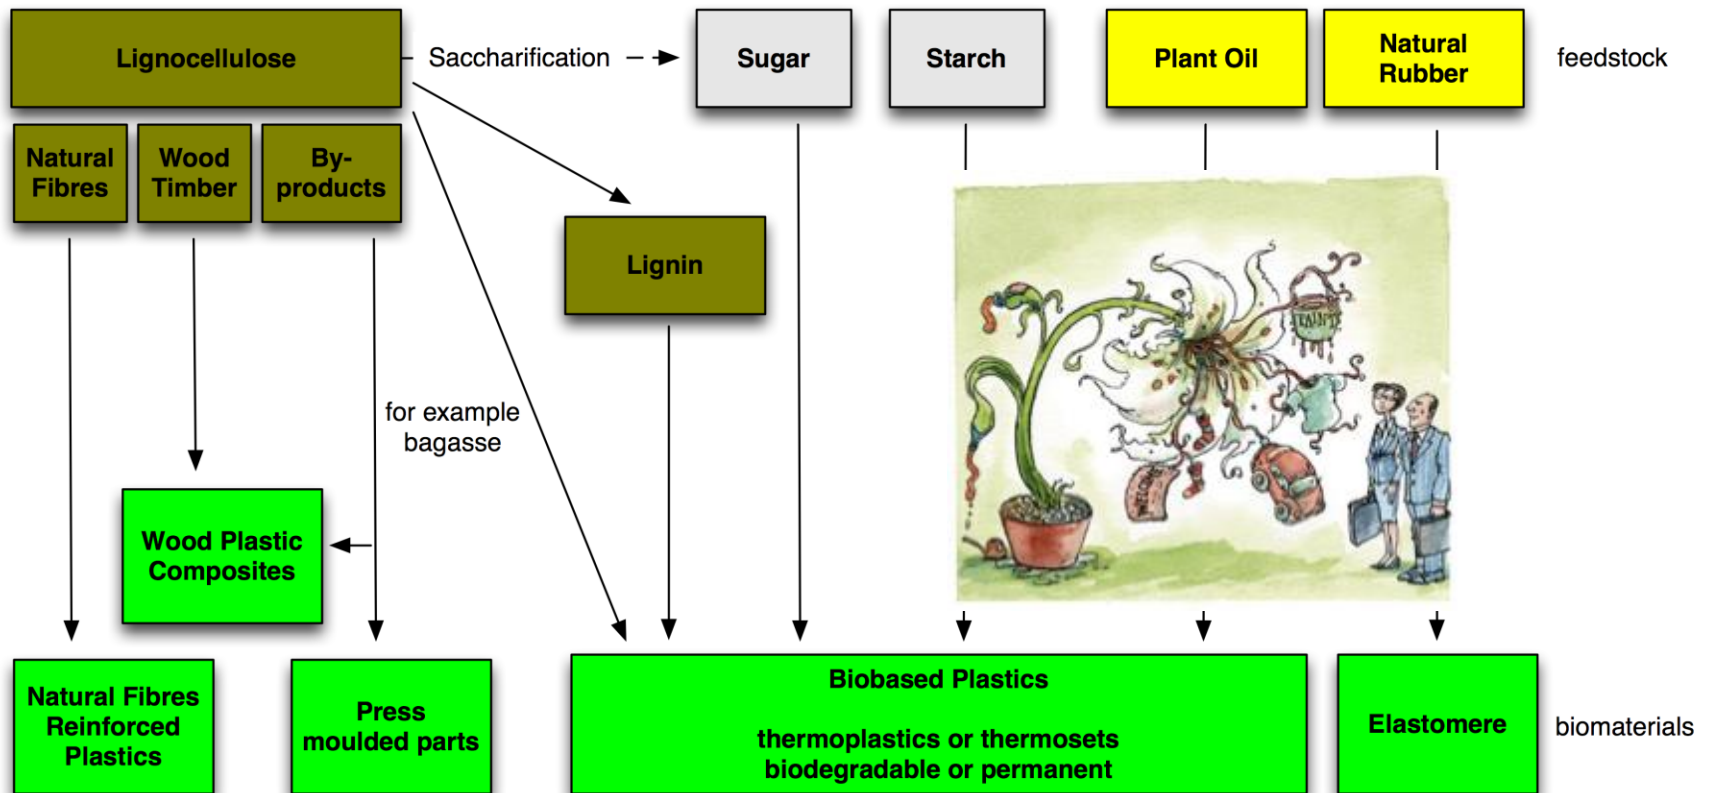 Lignocellulose
Saccharification
Sugar
Starch
Plant Oil
Natural
Rubber
feedstock
Natural
Fibres
Wood
Timber
By-
products
Lignin
for example
bagasse
Wood Plastic
Composites
Natural Fibres
Reinforced
Plastics
Press
moulded parts
Biobased Plastics
thermoplastics or thermosets
biodegradable or permanent
Elastomere
biomaterials